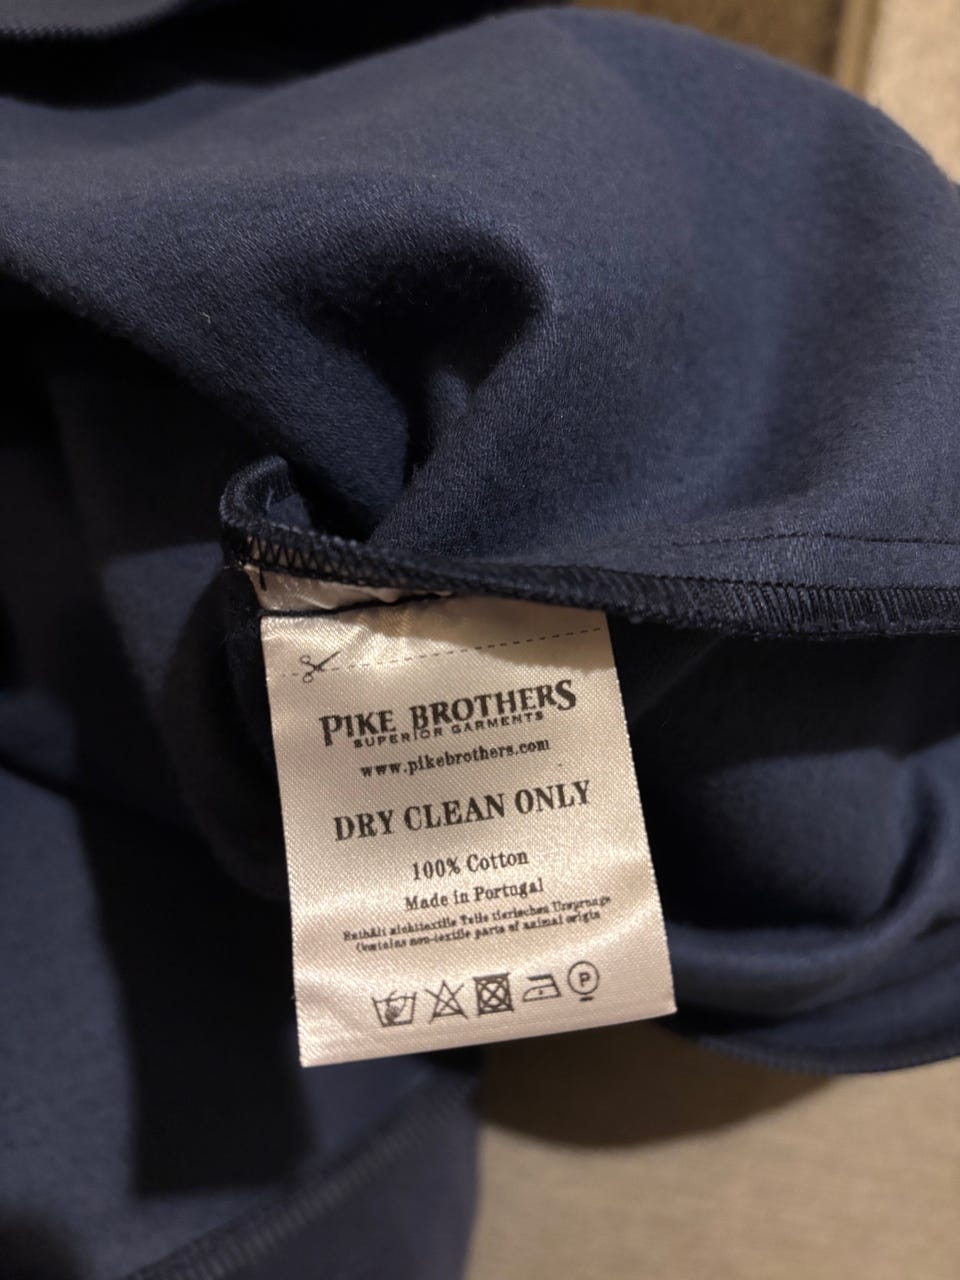 PIKE BROTHERS
SUPERIOR GARMENTS
www.pikebrothers.com
DRY CLEAN ONLY
100% Cotton
Made in Portugal
Enthält nichttextile Teile tierischen Ursprungs
Contains non-textile parts of animal origin
P